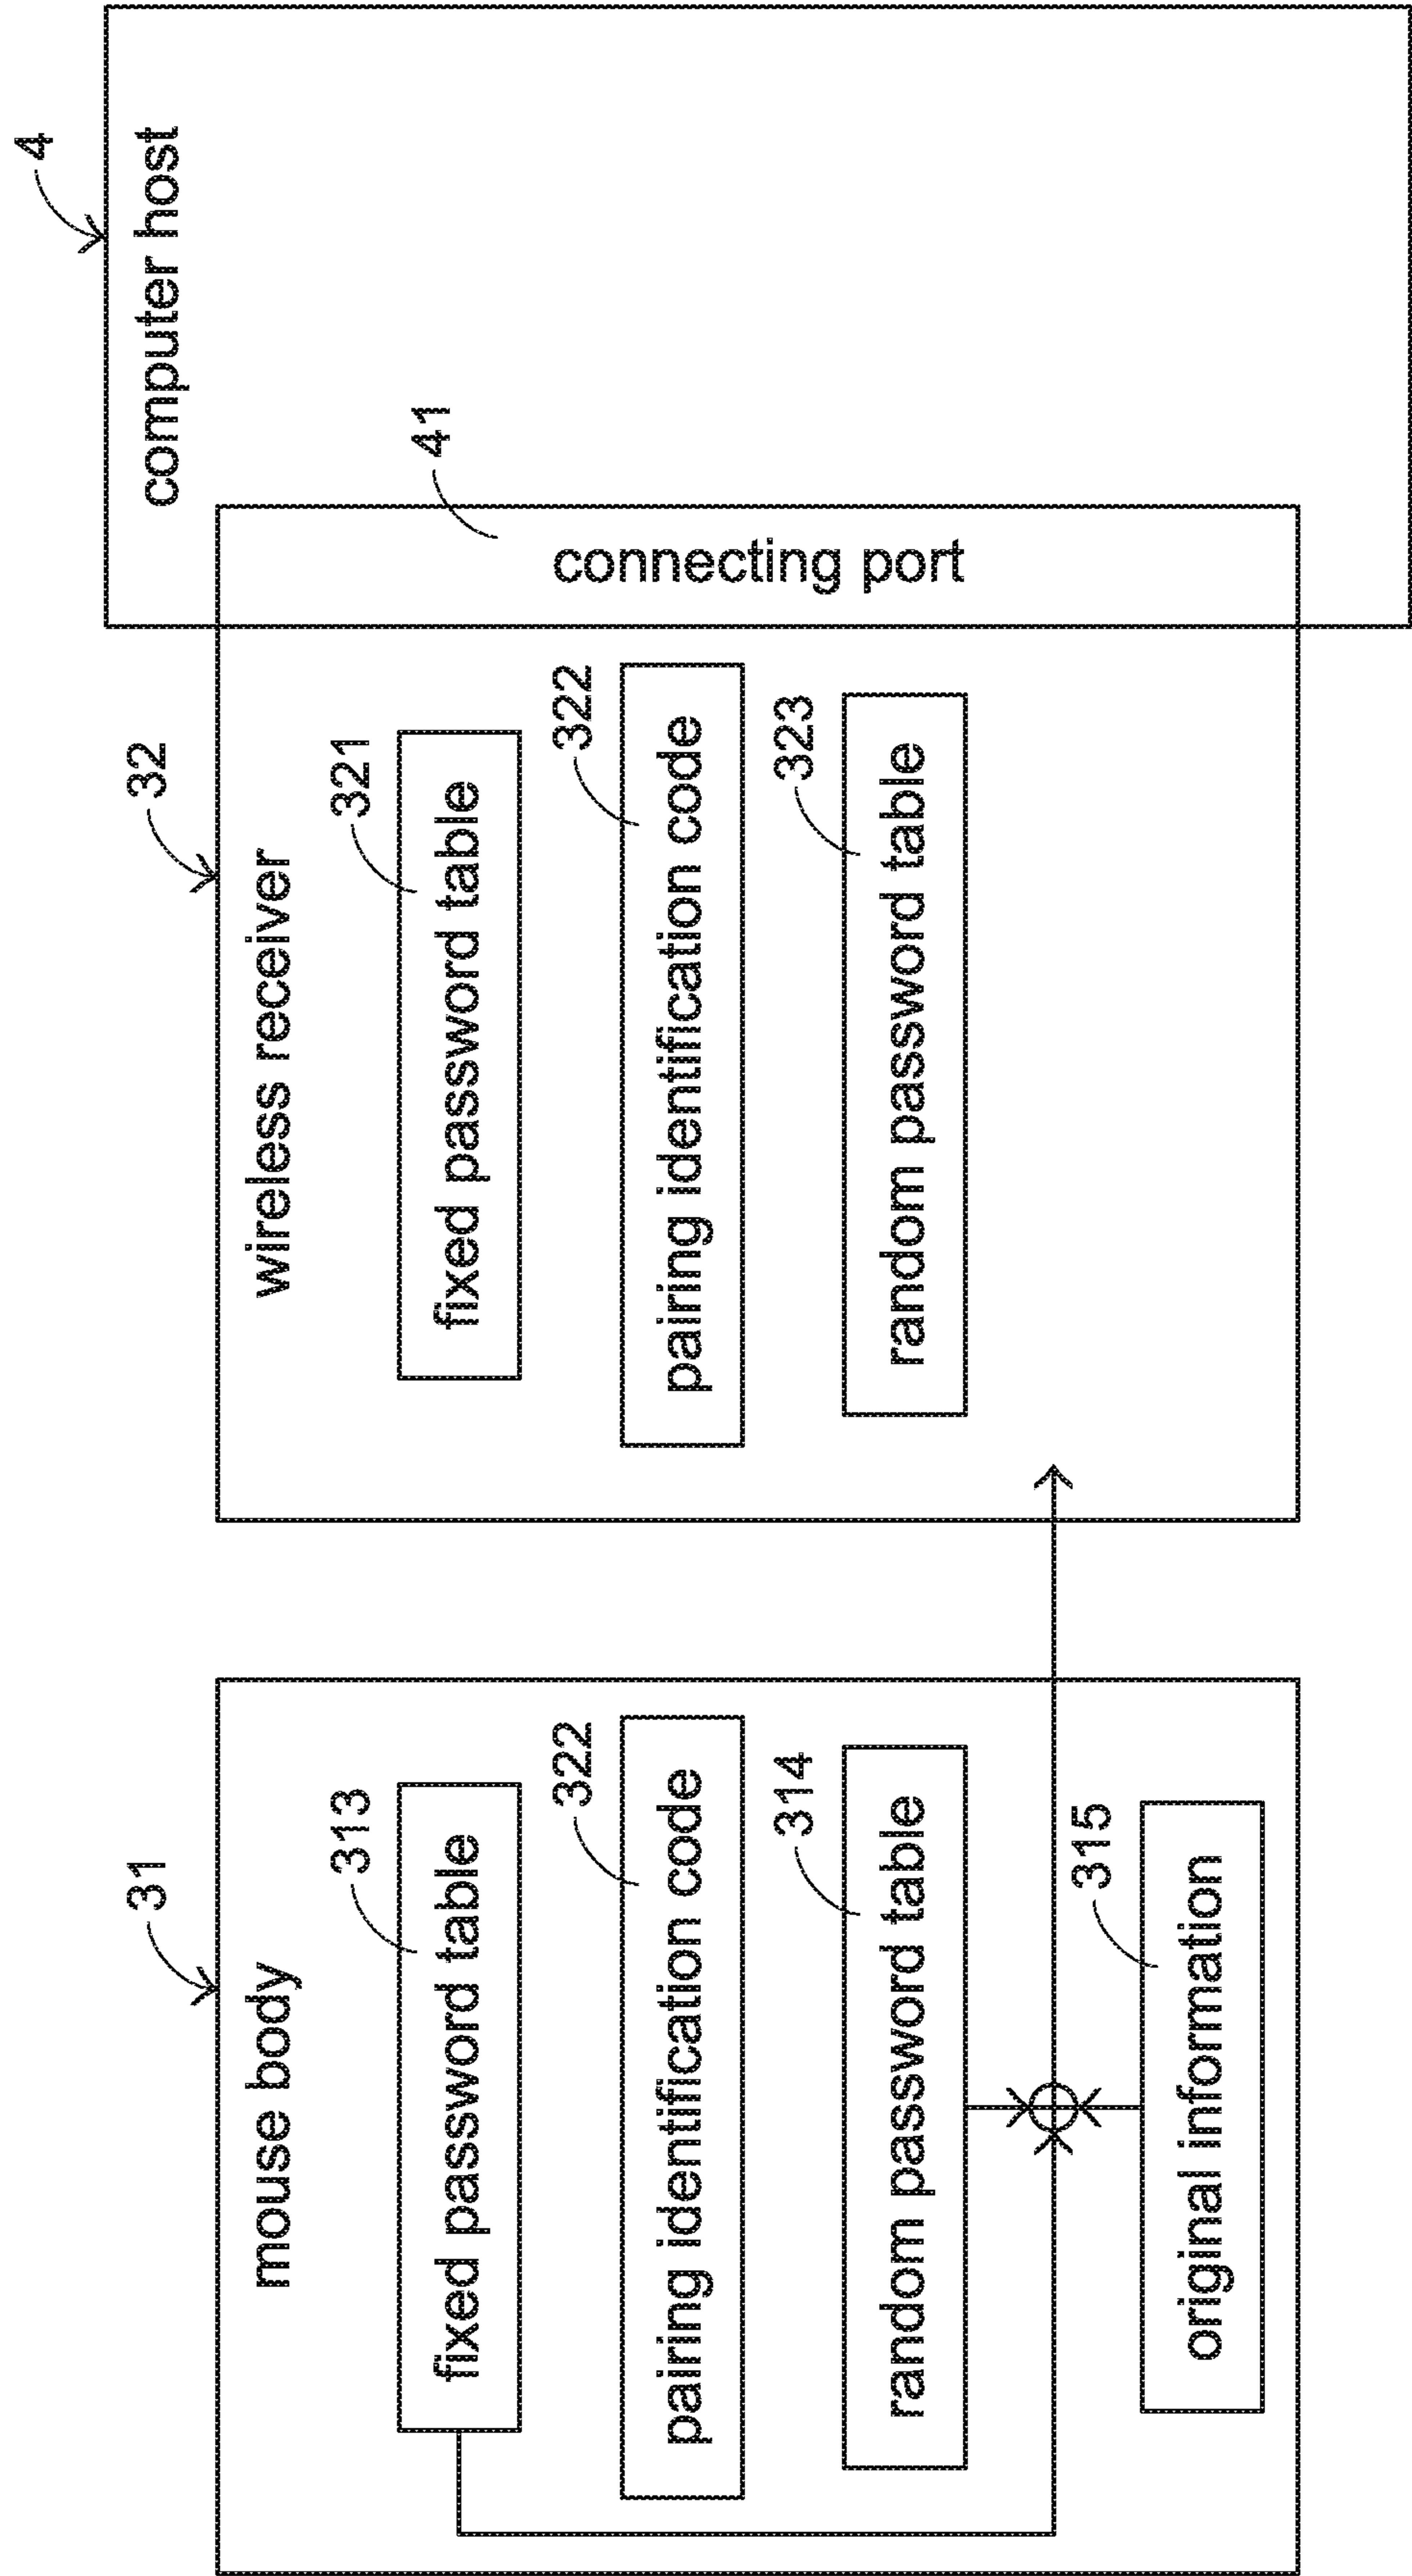 31
mouse body
313
fixed password table
322
pairing identification code
314
random password table
315
original information
32
wireless receiver
321
fixed password table
322
pairing identification code
323
random password table
41
connecting port
4
computer host